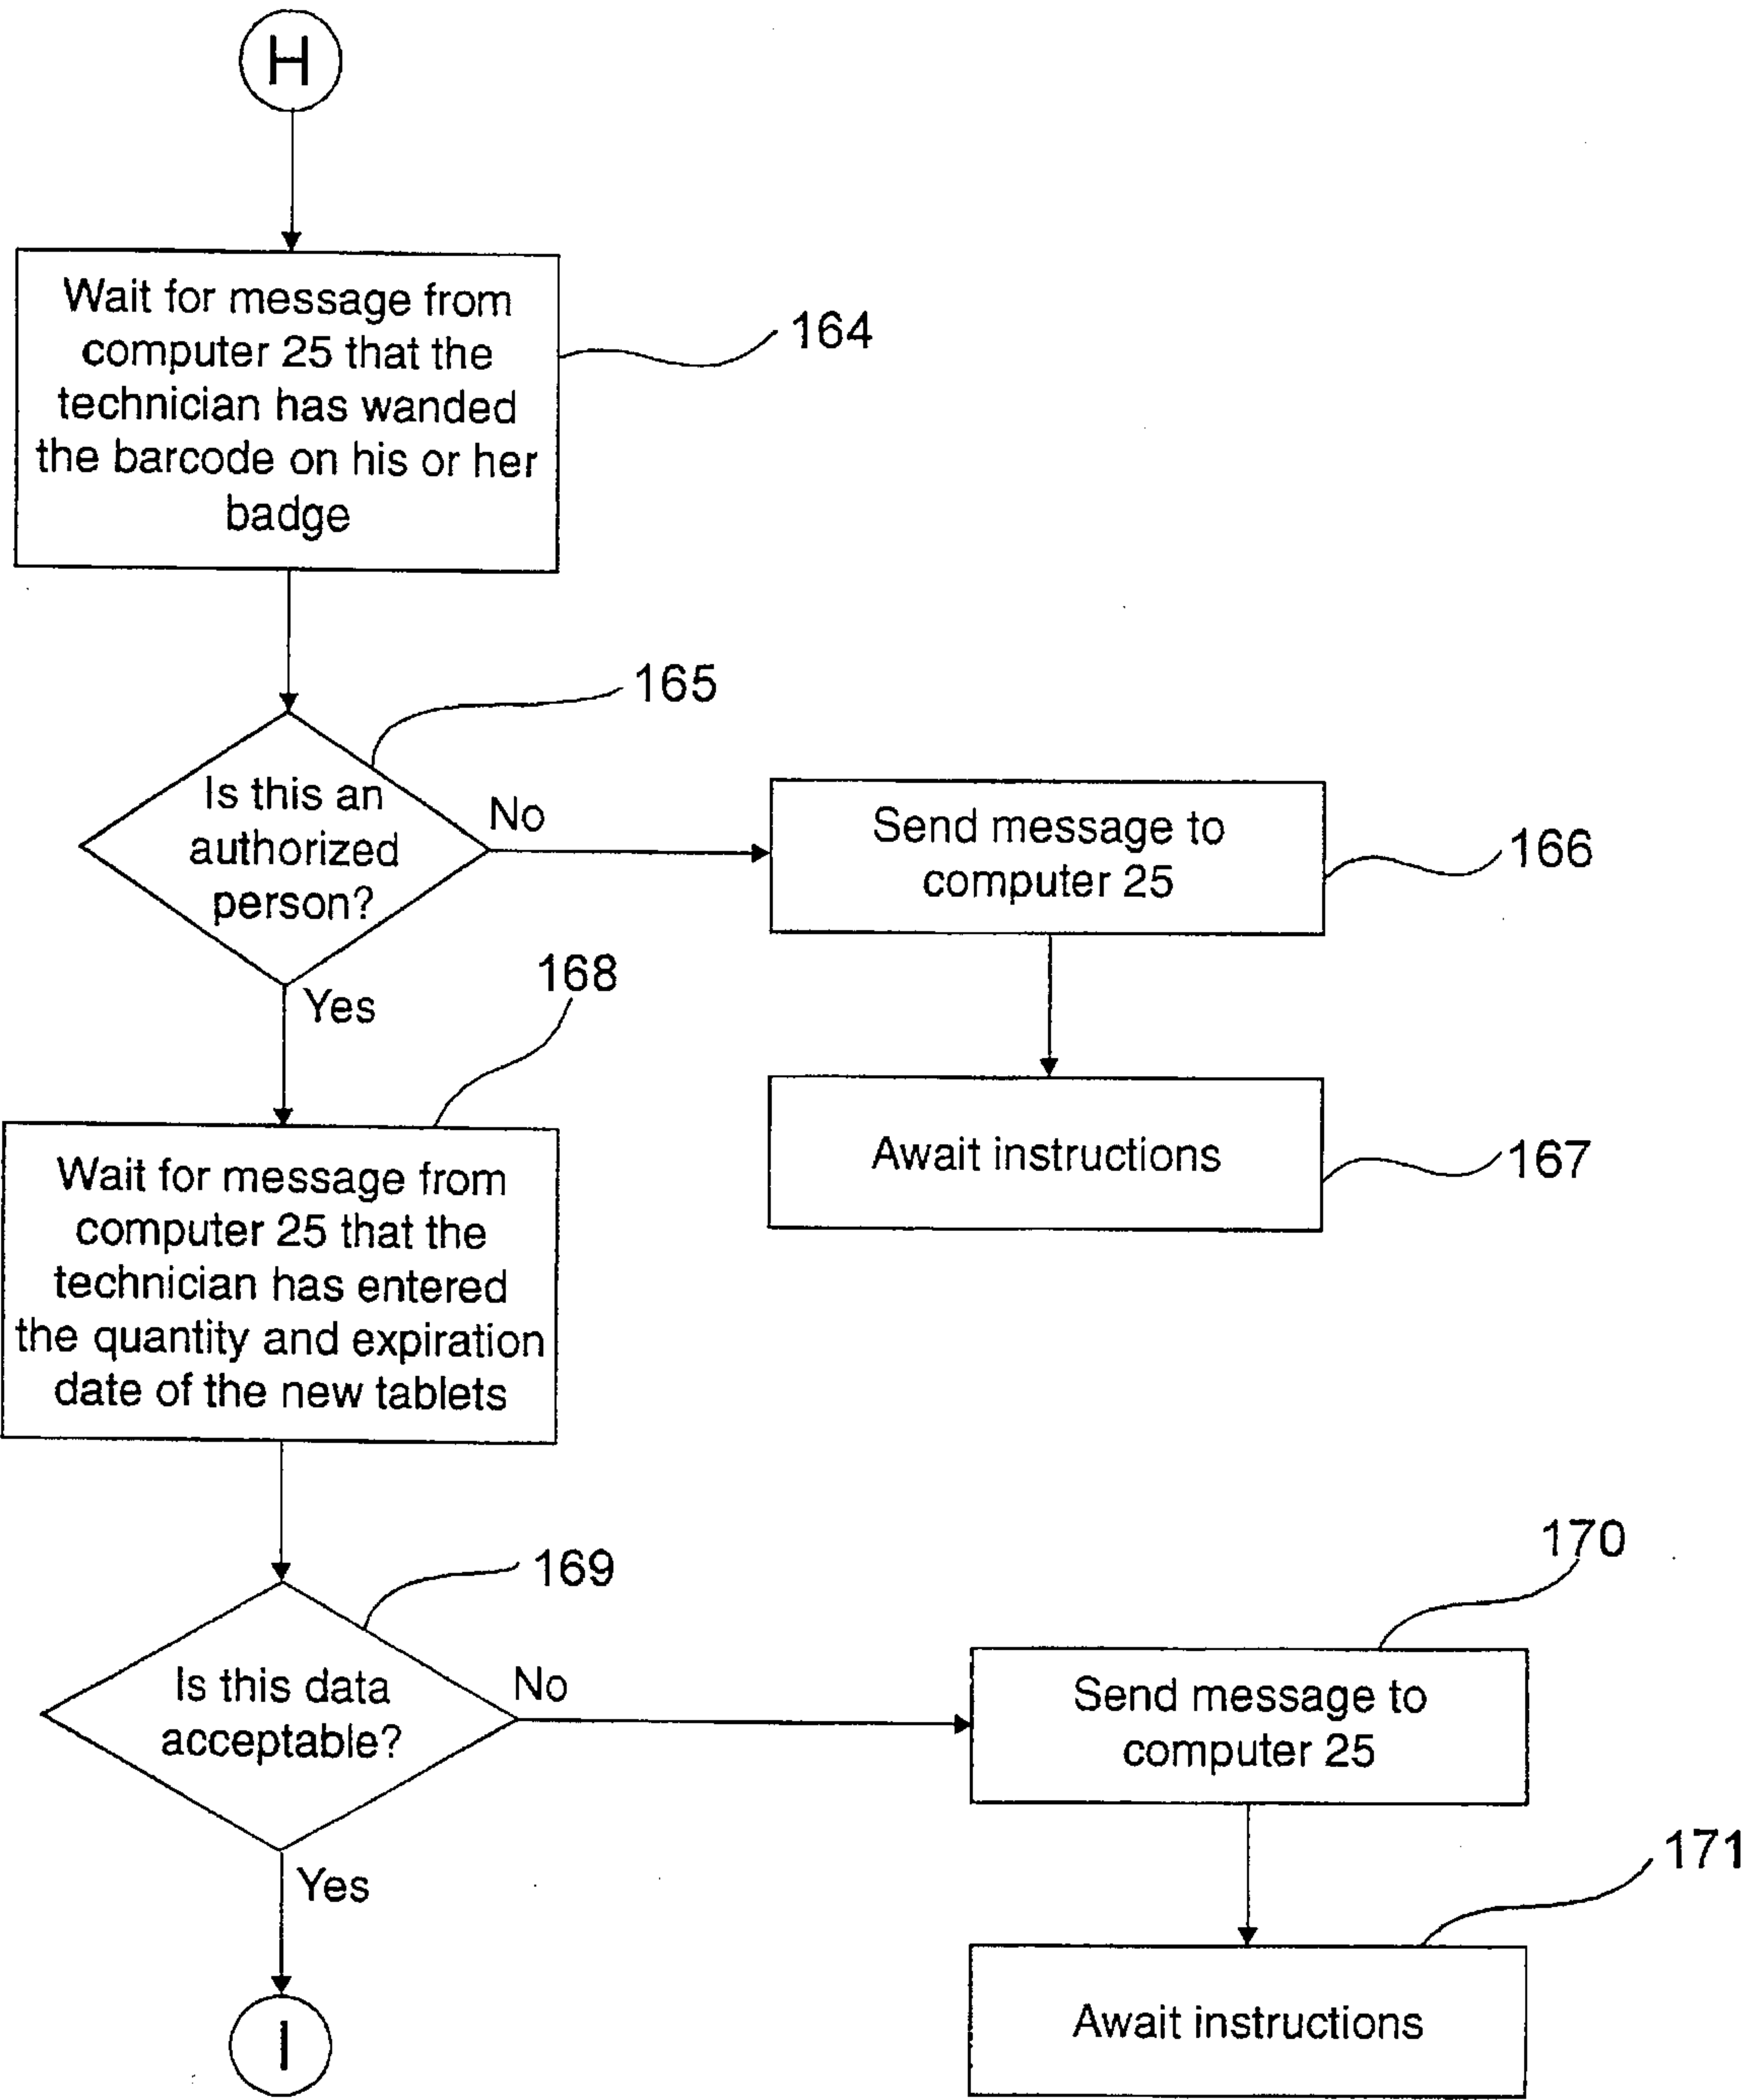 H
Wait for message from
computer 25 that the
technician has wanded
the barcode on his or her
badge
164
165
Is this an
authorized
person?
No
Send message to
computer 25
166
Yes
168
Await instructions
167
Wait for message from
computer 25 that the
technician has entered
the quantity and expiration
date of the new tablets
169
170
Is this data
acceptable?
No
Send message to
computer 25
Yes
171
Await instructions
I